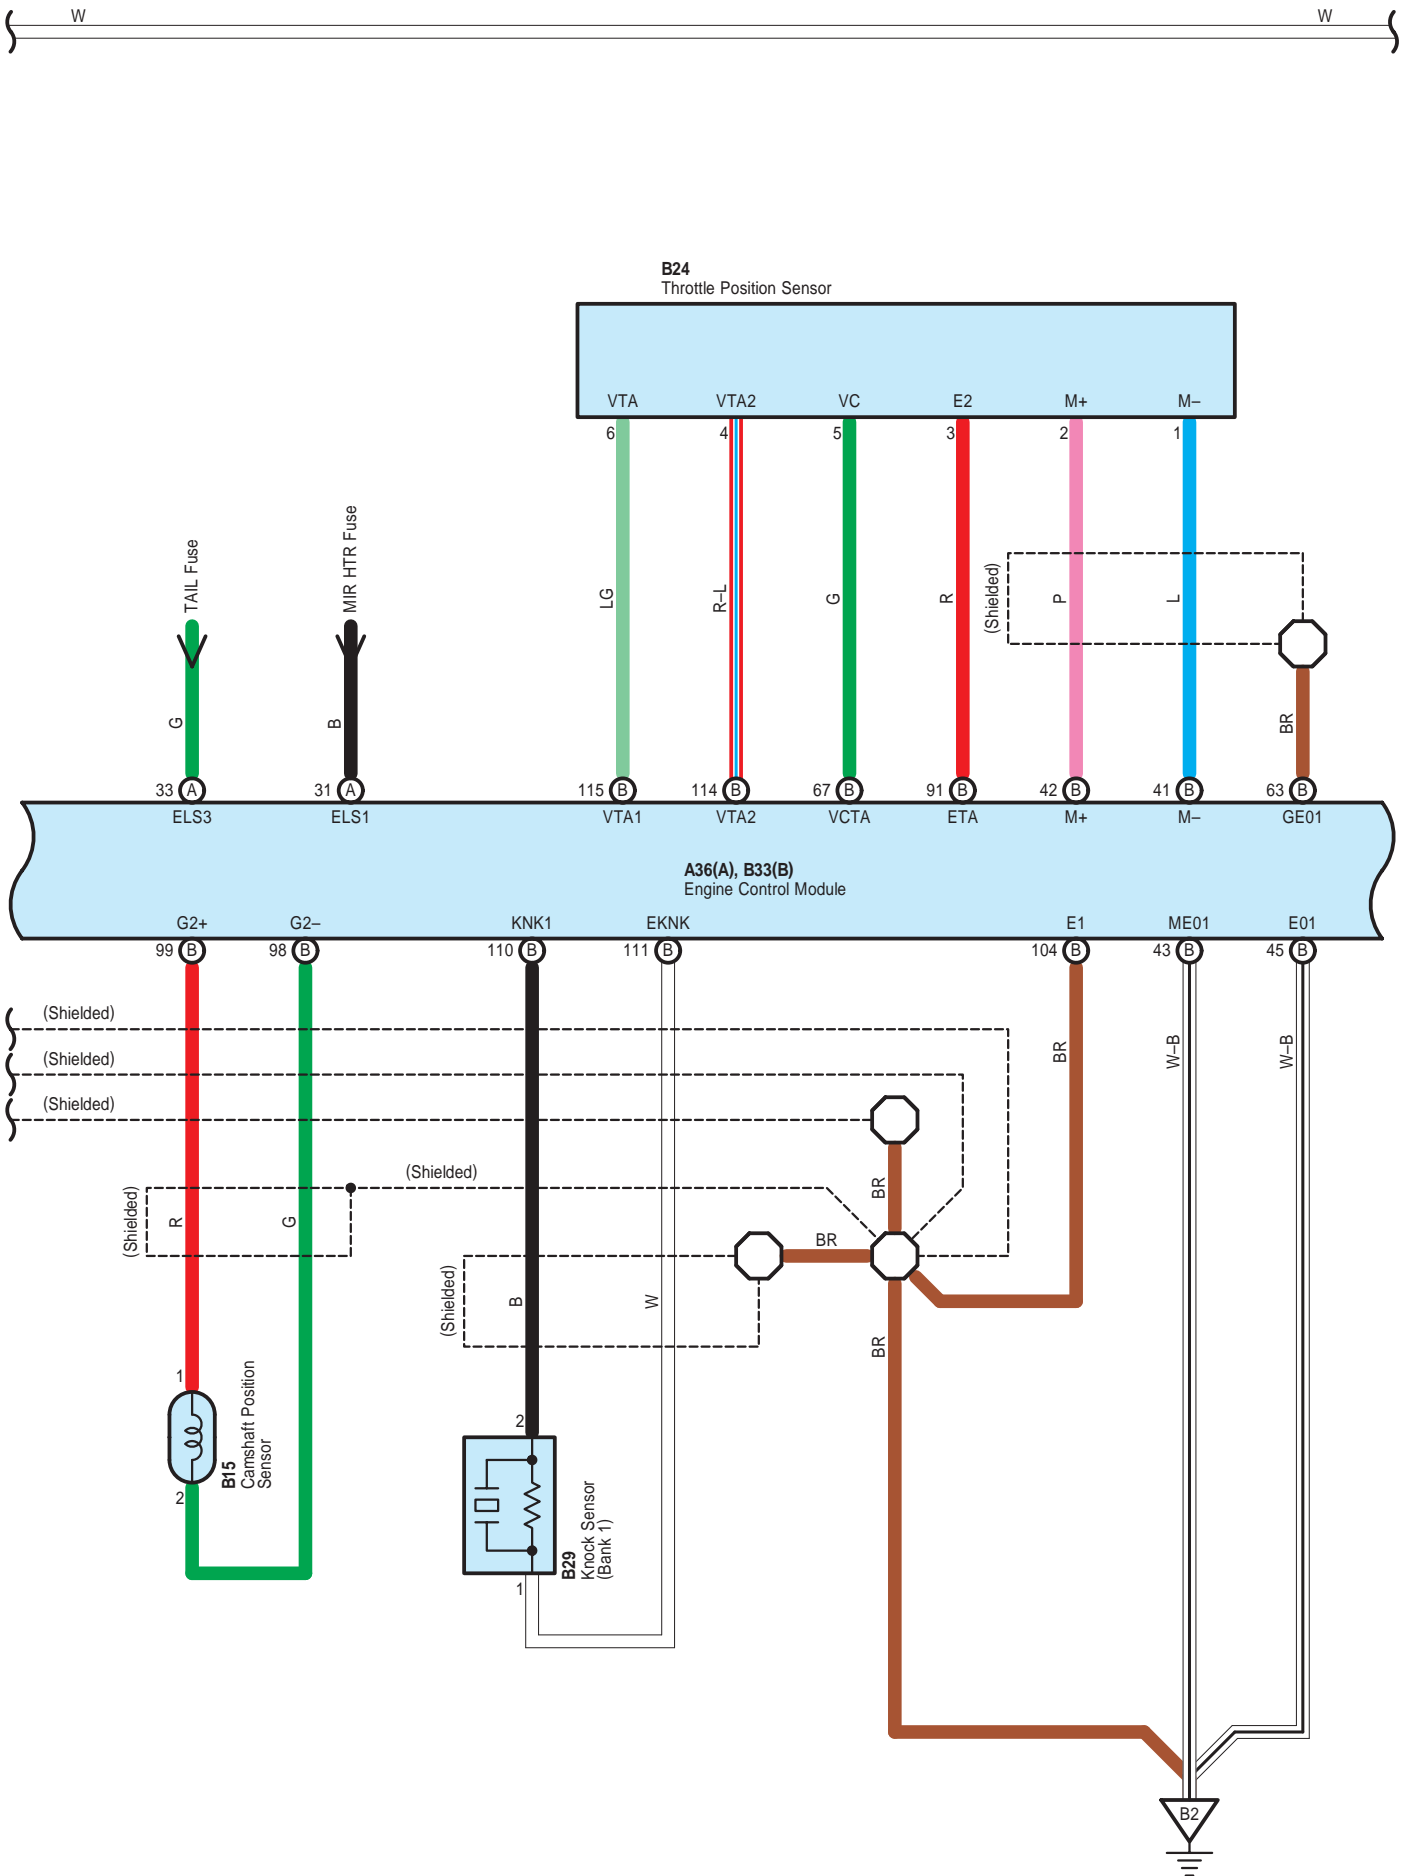 W W
B24
Throttle Position Sensor
VTA VTA2 VC E2 M+ M–
6 4 5 3 2 1
TAIL Fuse
MIR HTR Fuse
(Shielded)
LG R–L G R P L
G B BR
33 A 31 A 115 B 114 B 67 B 91 B 42 B 41 B 63 B
ELS3 ELS1 VTA1 VTA2 VCTA ETA M+ M– GE01
A36(A), B33(B)
Engine Control Module
G2+ G2– KNK1 EKNK E1 ME01 E01
99 B 98 B 110 B 111 B 104 B 43 B 45 B
(Shielded)
(Shielded)
(Shielded)
BR W–B W–B
(Shielded)
BR
(Shielded)
R G
BR
(Shielded)
B W
BR
1
B15
Camshaft Position
Sensor
2
2
B29
Knock Sensor
(Bank 1)
1
B2